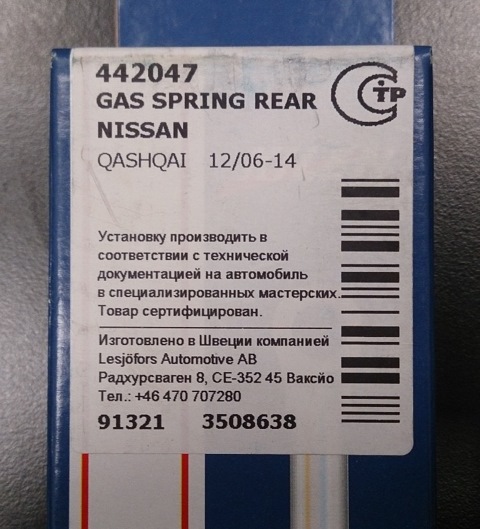 442047
GAS SPRING REAR
NISSAN
QASHQAI 12/06-14
Установку производить в
соответствии с технической
документацией на автомобиль
в специализированных мастерских.
Товар сертифицирован.
Изготовлено в Швеции компанией
Lesjöfors Automotive AB
Радхурсваген 8, CE-352 45 Ваксйо
Тел.: +46 470 707280
91321 3508638